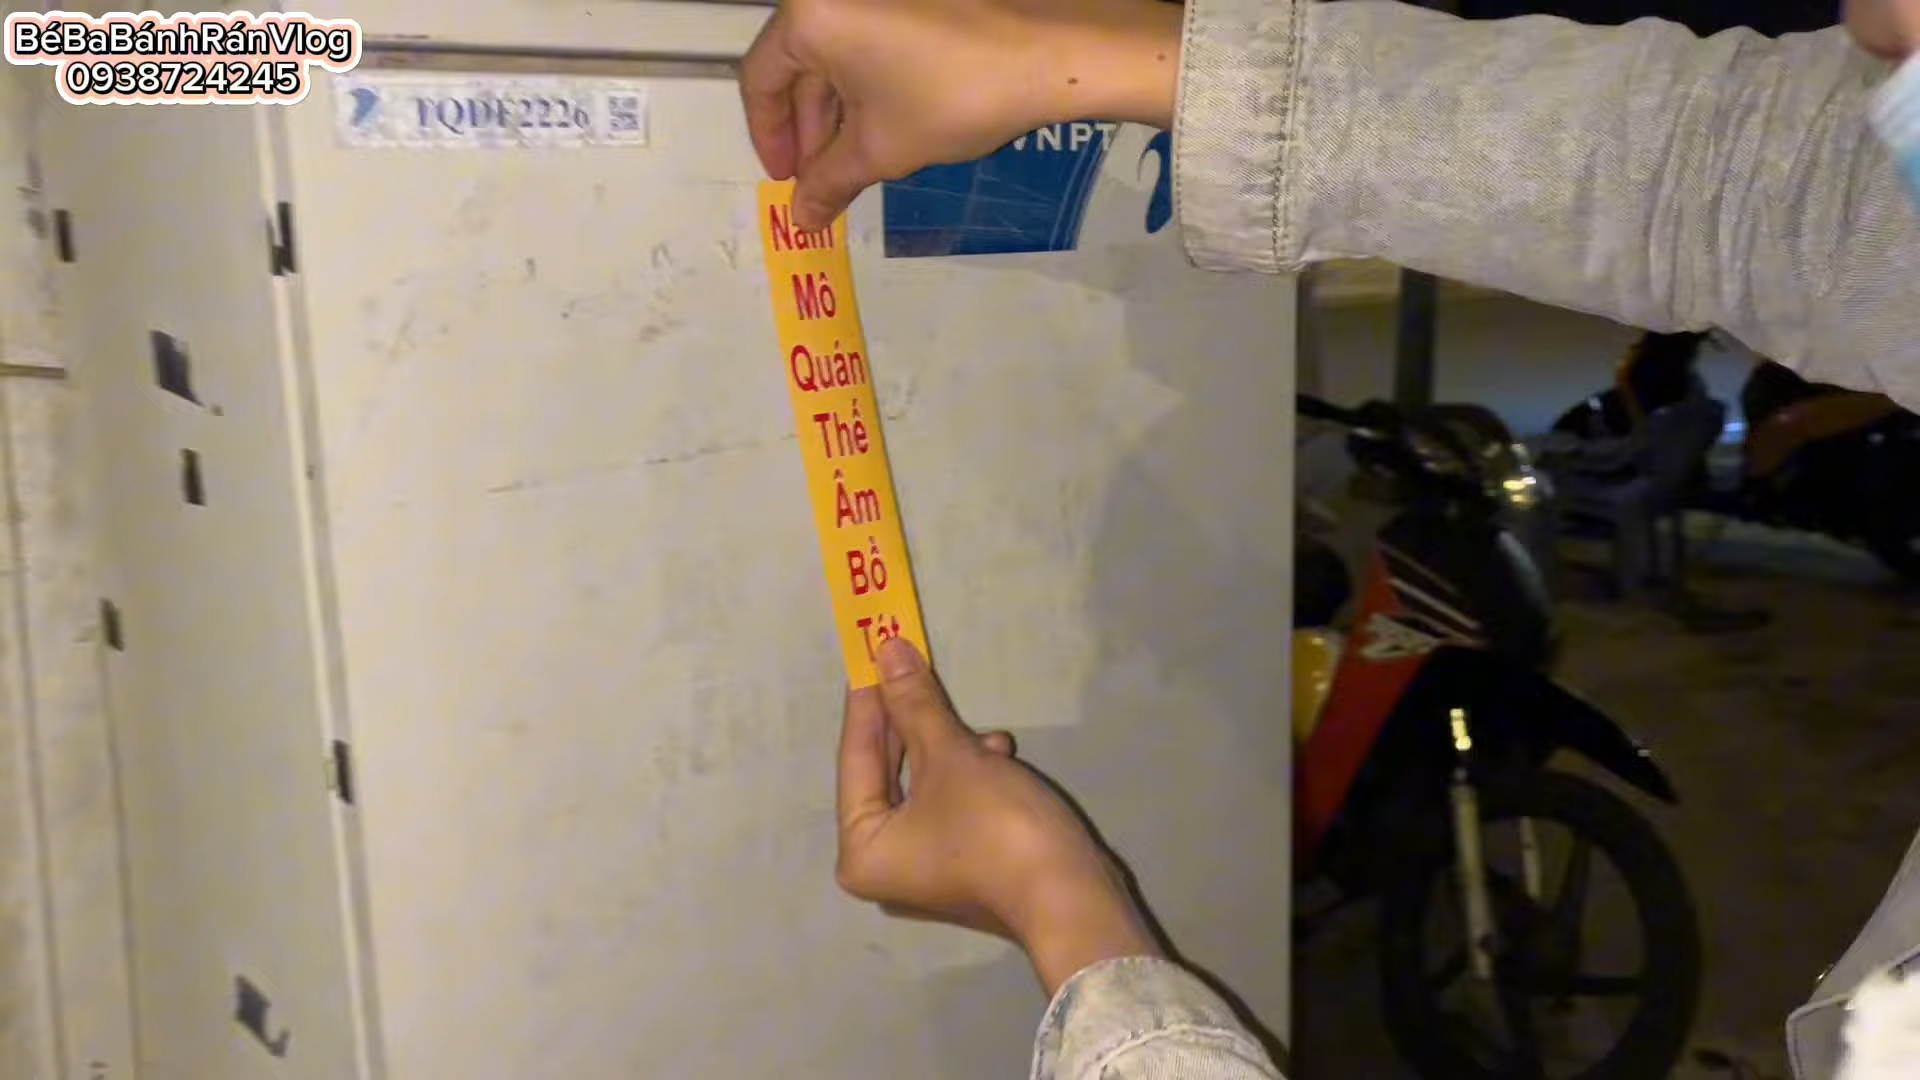 BéBaBánhRánVlog
0938724245
TQDF2226
VNPT
Nam
Mô
Quán
Thế
Âm
Bồ
Tát